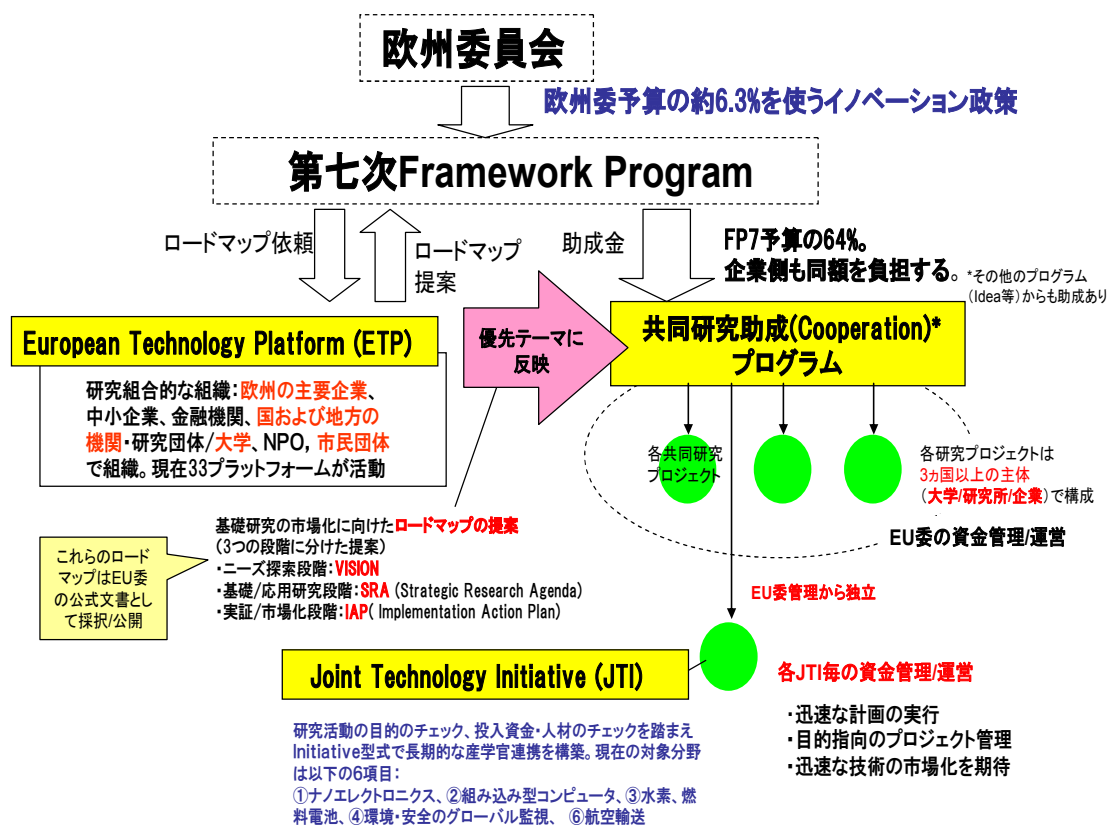 欧州委員会
欧州委予算の約6.3%を使うイノベーション政策
第七次Framework Program
ロードマップ依頼
ロードマップ
提案
助成金
FP7予算の64%。
企業側も同額を負担する。
*その他のプログラム
(Idea等)からも助成あり
European Technology Platform (ETP)
優先テーマに
反映
共同研究助成(Cooperation)*
プログラム
研究組合的な組織:欧州の主要企業、
中小企業、金融機関、国および地方の
機関・研究団体/大学、NPO,市民団体
で組織。現在33プラットフォームが活動
各共同研究
プロジェクト
各研究プロジェクトは
3ヵ国以上の主体
(大学/研究所/企業)で構成
EU委の資金管理/運営
基礎研究の市場化に向けたロードマップの提案
(3つの段階に分けた提案)
・ニーズ探索段階:VISION
・基礎/応用研究段階:SRA (Strategic Research Agenda)
・実証/市場化段階:IAP( Implementation Action Plan)
これらのロード
マップはEU委
の公式文書とし
て採択/公開
EU委管理から独立
Joint Technology Initiative (JTI)
各JTI毎の資金管理/運営
・迅速な計画の実行
・目的指向のプロジェクト管理
・迅速な技術の市場化を期待
研究活動の目的のチェック、投入資金・人材のチェックを踏まえ
Initiative型式で長期的な産学官連携を構築。現在の対象分野
は以下の6項目:
①ナノエレクトロニクス、②組み込み型コンピュータ、③水素、燃
料電池、④環境・安全のグローバル監視、 ⑥航空輸送